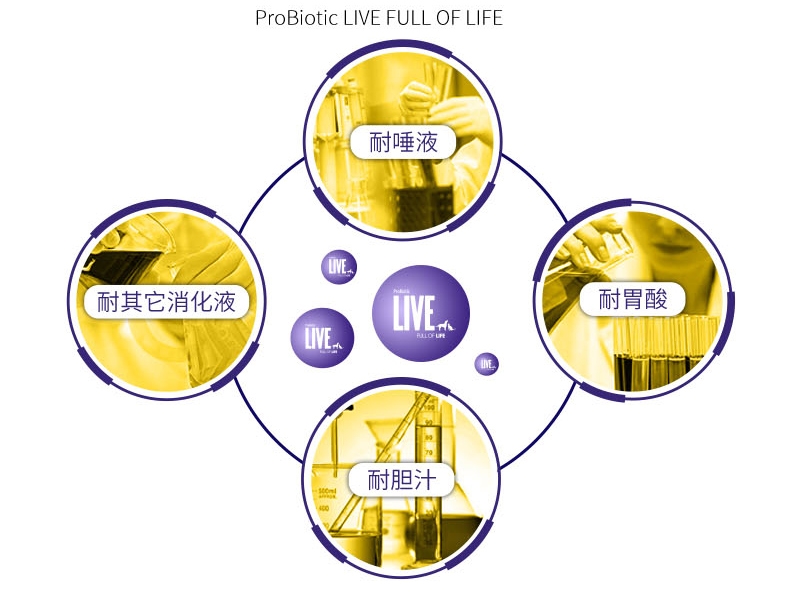 ProBiotic LIVE FULL OF LIFE
耐唾液
耐其它消化液
耐胃酸
LIVE
ProBiotic
LIVE
FULL OF LIFE
LIVE
FULL OF LIFE
LIVE
耐胆汁
500ml
400
100
90
80
70